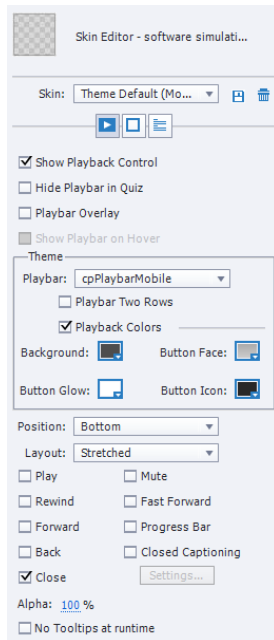 Skin Editor - software simulati...
Skin: Theme Default (Mo...
Show Playback Control
Hide Playbar in Quiz
Playbar Overlay
Show Playbar on Hover
Theme
Playbar: cpPlaybarMobile
Playbar Two Rows
Playback Colors
Background: Button Face:
Button Glow: Button Icon:
Position: Bottom
Layout: Stretched
Play Mute
Rewind Fast Forward
Forward Progress Bar
Back Closed Captioning
Close Settings...
Alpha: 100 %
No Tooltips at runtime